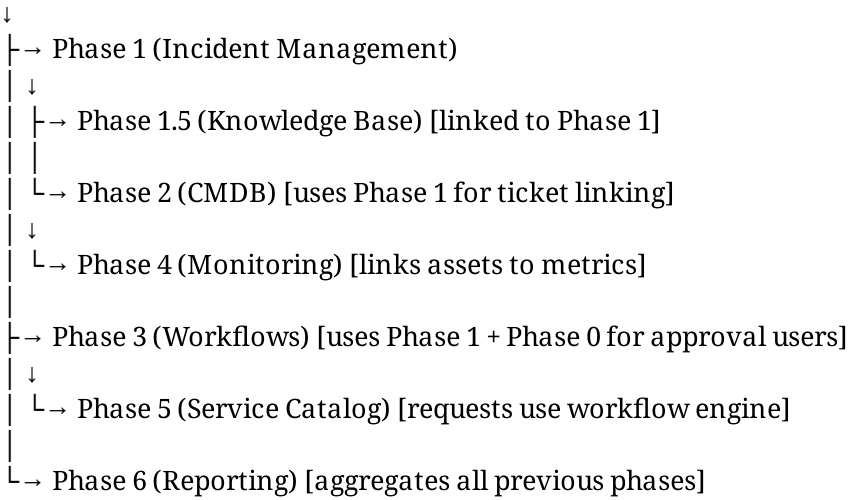 ↓
├→ Phase 1 (Incident Management)
│ ↓
│ ├→ Phase 1.5 (Knowledge Base) [linked to Phase 1]
│ │
│ └→ Phase 2 (CMDB) [uses Phase 1 for ticket linking]
│ ↓
│ └→ Phase 4 (Monitoring) [links assets to metrics]
│
├→ Phase 3 (Workflows) [uses Phase 1 + Phase 0 for approval users]
│ ↓
│ └→ Phase 5 (Service Catalog) [requests use workflow engine]
│
└→ Phase 6 (Reporting) [aggregates all previous phases]